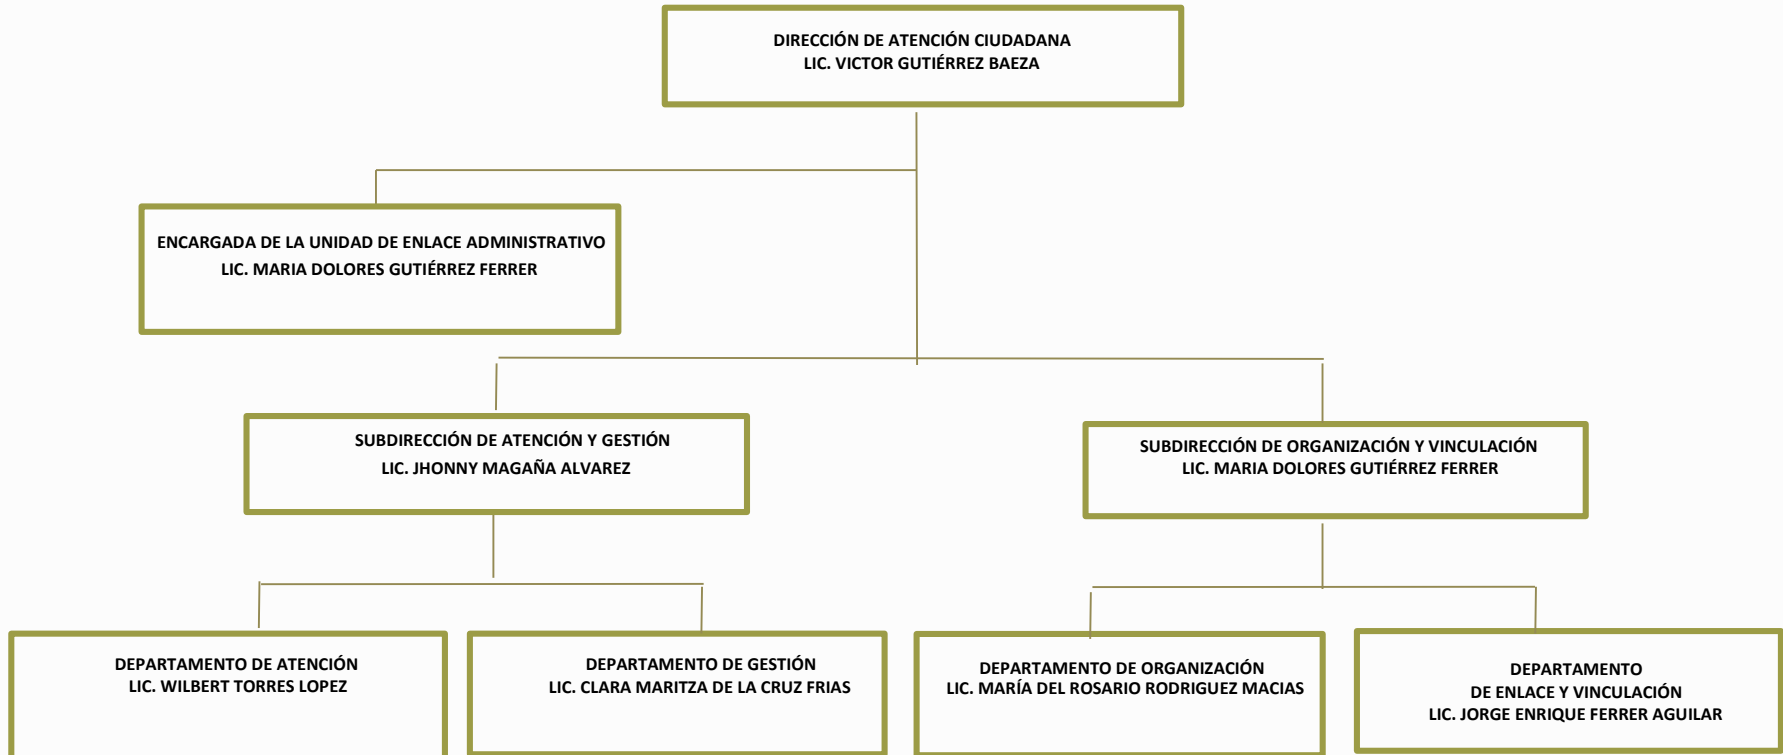 DIRECCIÓN DE ATENCIÓN CIUDADANA
LIC. VICTOR GUTIÉRREZ BAEZA
ENCARGADA DE LA UNIDAD DE ENLACE ADMINISTRATIVO
LIC. MARIA DOLORES GUTIÉRREZ FERRER
SUBDIRECCIÓN DE ATENCIÓN Y GESTIÓN
LIC. JHONNY MAGAÑA ALVAREZ
SUBDIRECCIÓN DE ORGANIZACIÓN Y VINCULACIÓN
LIC. MARIA DOLORES GUTIÉRREZ FERRER
DEPARTAMENTO DE ATENCIÓN
LIC. WILBERT TORRES LOPEZ
DEPARTAMENTO DE GESTIÓN
LIC. CLARA MARITZA DE LA CRUZ FRIAS
DEPARTAMENTO DE ORGANIZACIÓN
LIC. MARÍA DEL ROSARIO RODRIGUEZ MACIAS
DEPARTAMENTO
DE ENLACE Y VINCULACIÓN
LIC. JORGE ENRIQUE FERRER AGUILAR